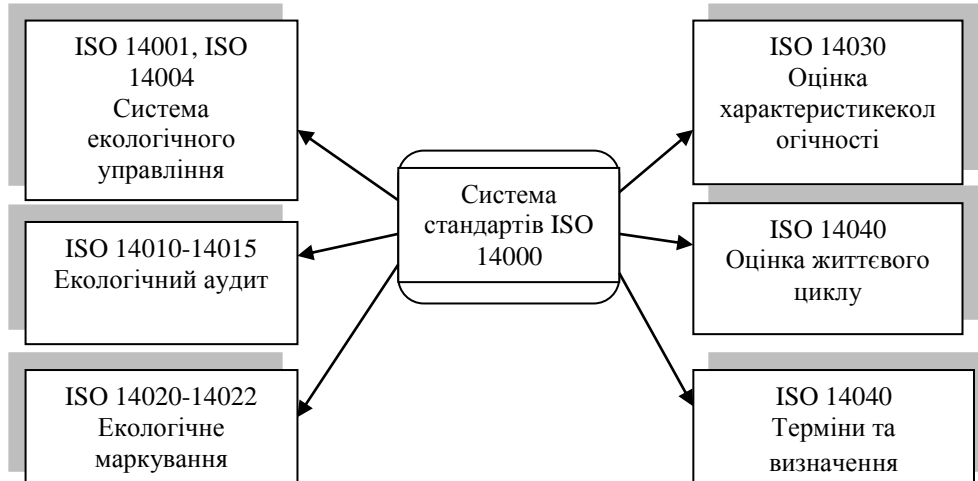 ISO 14001, ISO
14004
Система
екологічного
управління
ISO 14010-14015
Екологічний аудит
ISO 14020-14022
Екологічне
маркування
Система
стандартів ISO
14000
ISO 14030
Оцінка
характеристикекол
огічності
ISO 14040
Оцінка життєвого
циклу
ISO 14040
Терміни та
визначення